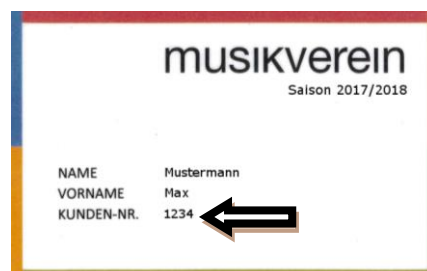 musikverein
Saison 2017/2018
NAME Mustermann
VORNAME Max
KUNDEN-NR. 1234